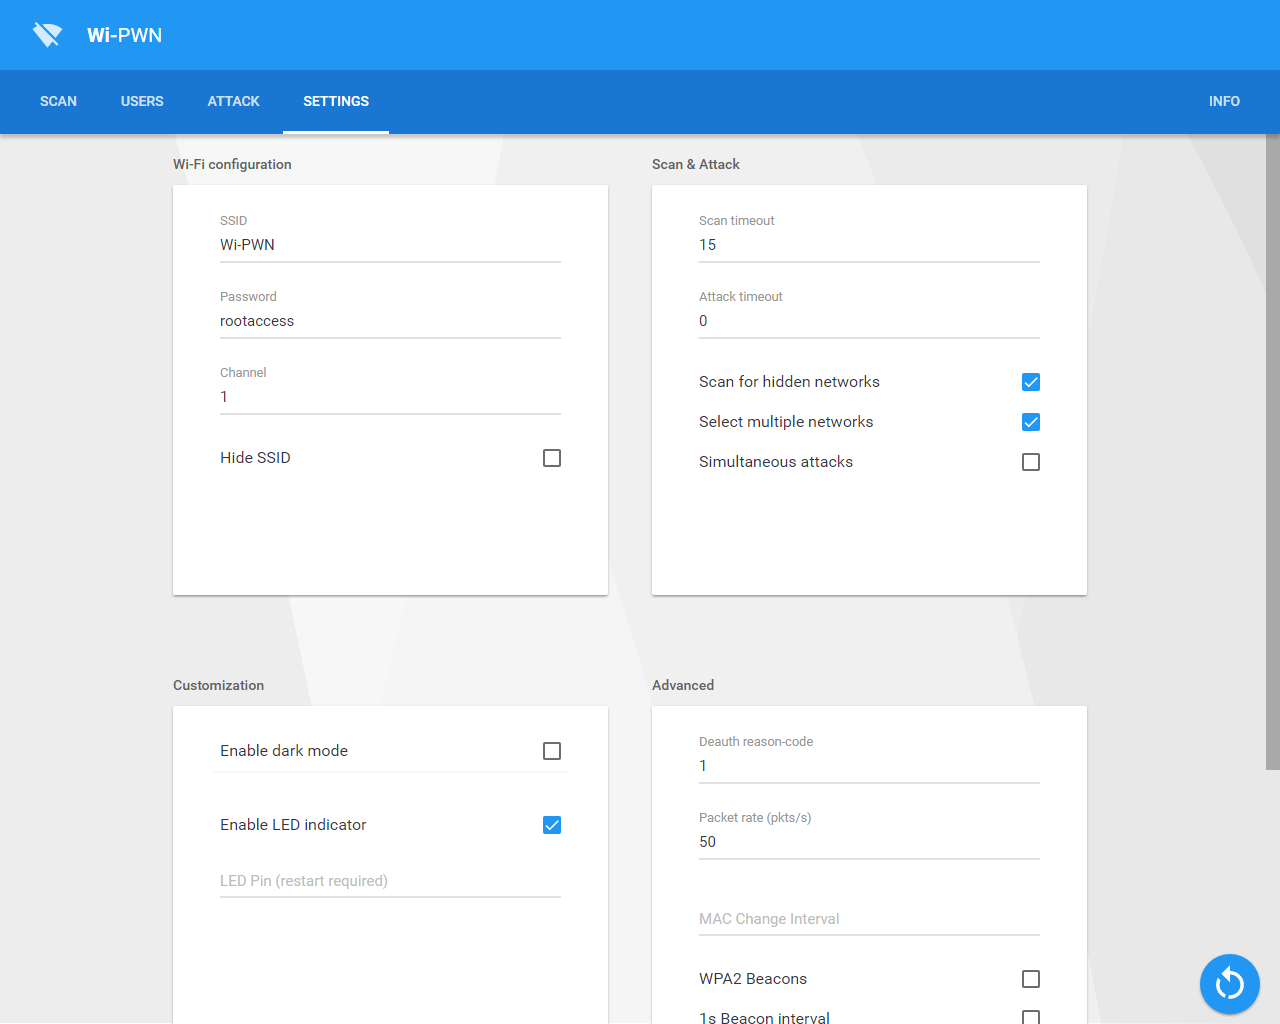 Wi-PWN
SCAN
USERS
ATTACK
SETTINGS
INFO
Wi-Fi configuration
SSID
Wi-PWN
Password
rootaccess
Channel
1
Hide SSID
Scan & Attack
Scan timeout
15
Attack timeout
0
Scan for hidden networks
Select multiple networks
Simultaneous attacks
Customization
Enable dark mode
Enable LED indicator
LED Pin (restart required)
Advanced
Deauth reason-code
1
Packet rate (pkts/s)
50
MAC Change Interval
WPA2 Beacons
1s Beacon interval